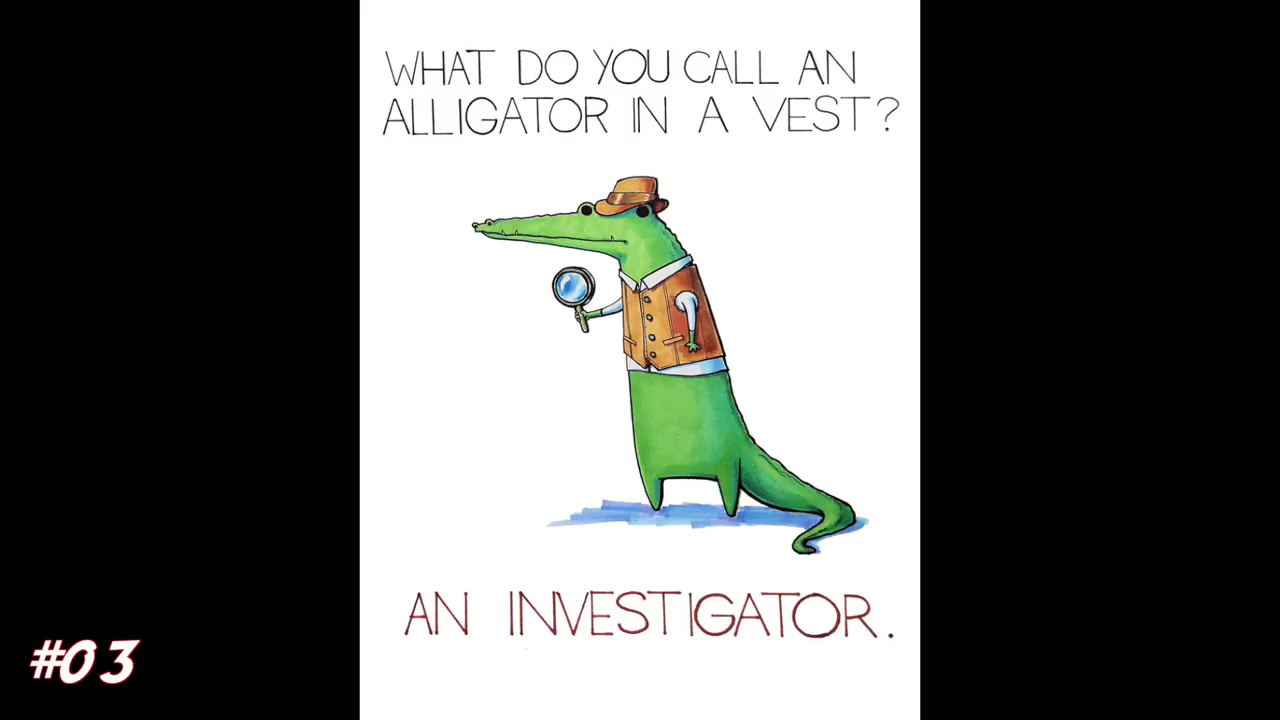 WHAT DO YOU CALL AN
ALLIGATOR IN A VEST?
AN INVESTIGATOR.
#03